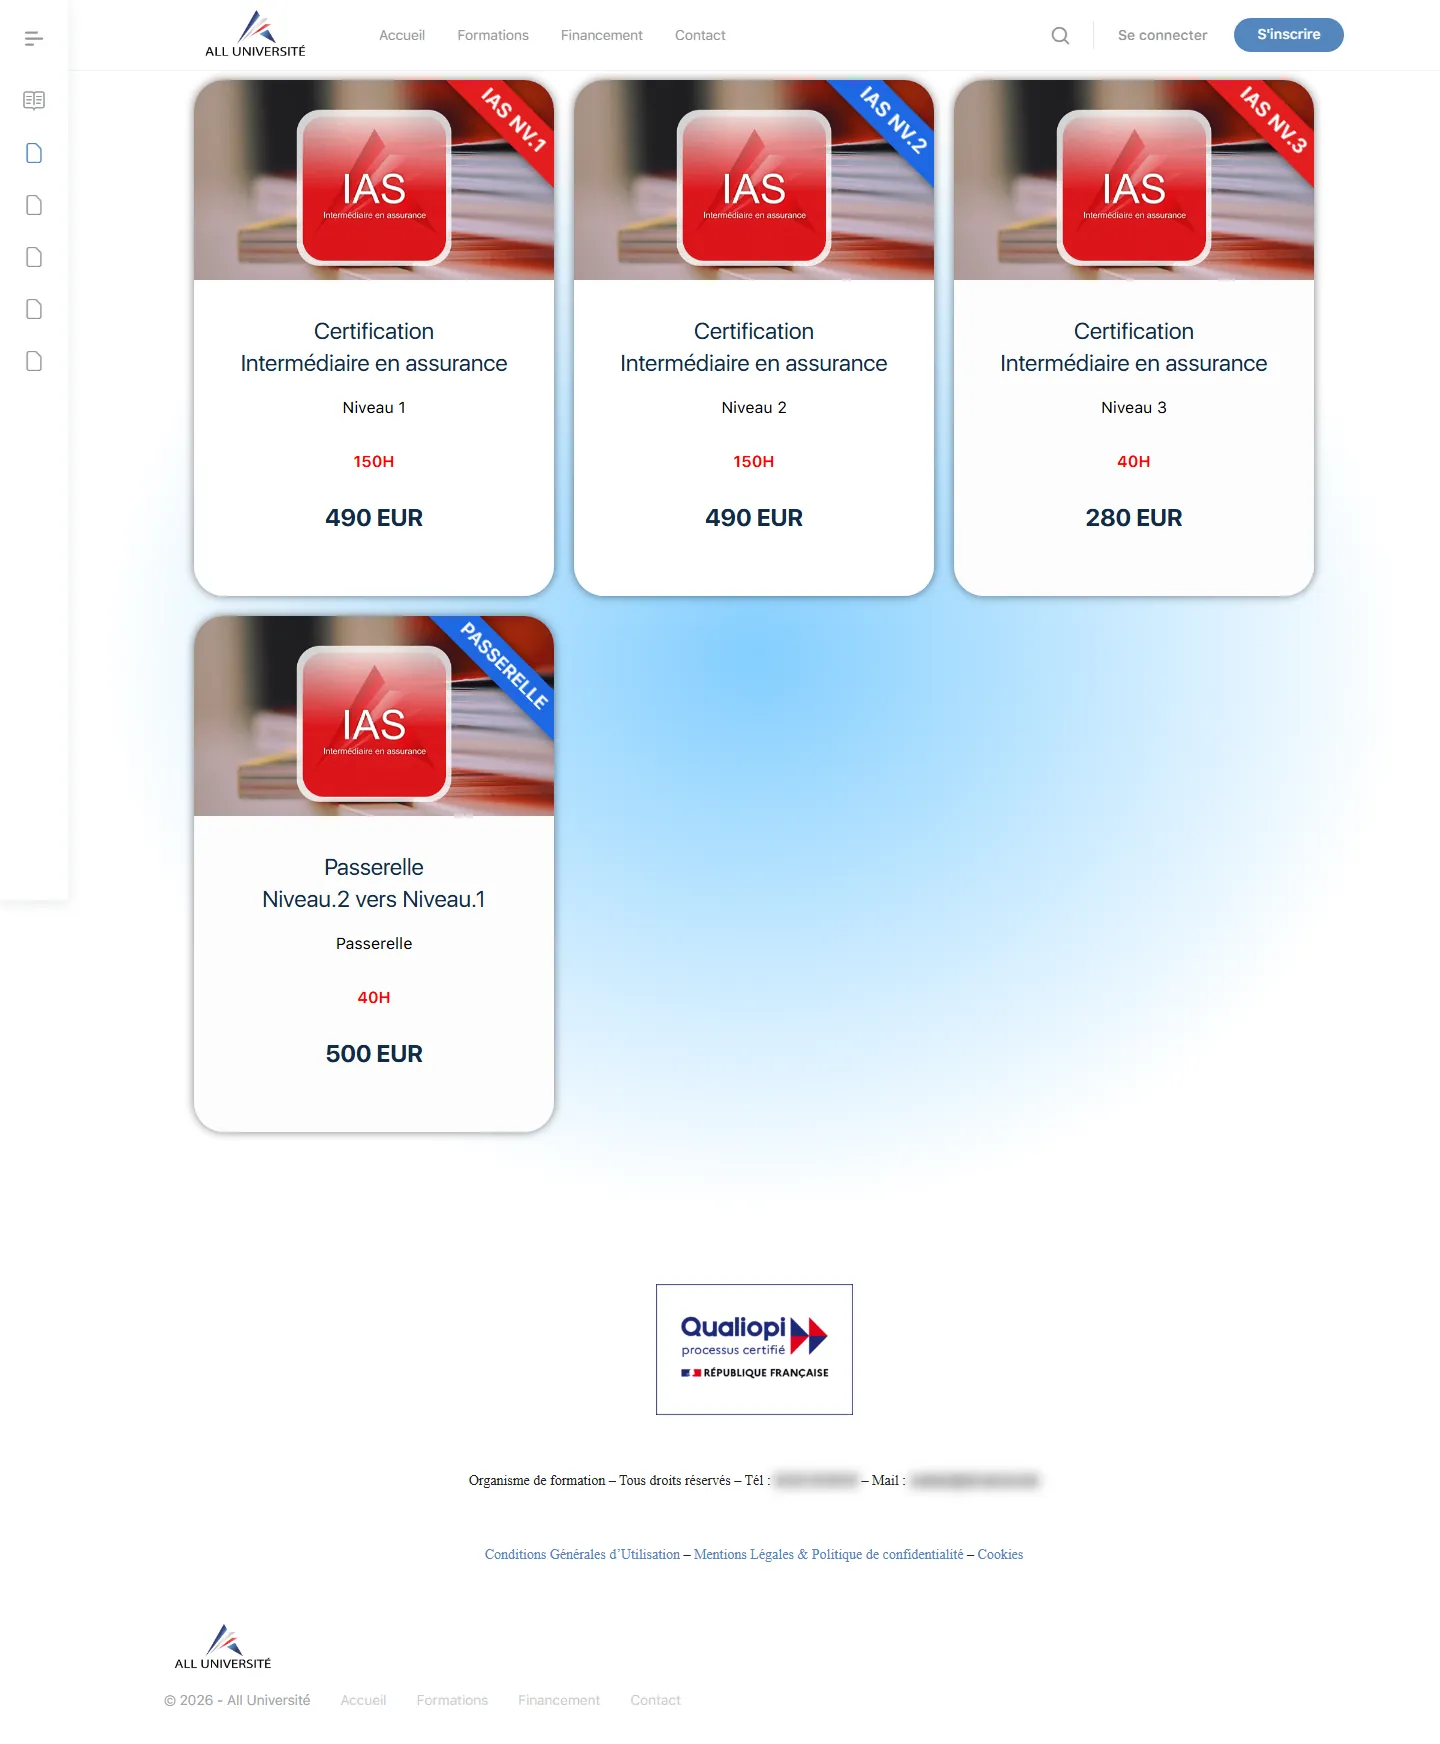 ALL UNIVERSITÉ
Accueil
Formations
Financement
Contact
Se connecter
S'inscrire
IAS NV.1
IAS
Intermédiaire en assurance
Certification
Intermédiaire en assurance
Niveau 1
150H
490 EUR
IAS NV.2
IAS
Intermédiaire en assurance
Certification
Intermédiaire en assurance
Niveau 2
150H
490 EUR
IAS NV.3
IAS
Intermédiaire en assurance
Certification
Intermédiaire en assurance
Niveau 3
40H
280 EUR
PASSERELLE
IAS
Intermédiaire en assurance
Passerelle
Niveau.2 vers Niveau.1
Passerelle
40H
500 EUR
Qualiopi
processus certifié
RÉPUBLIQUE FRANÇAISE
Organisme de formation – Tous droits réservés – Tél : – Mail :
Conditions Générales d’Utilisation – Mentions Légales & Politique de confidentialité – Cookies
ALL UNIVERSITÉ
© 2026 - All Université
Accueil
Formations
Financement
Contact